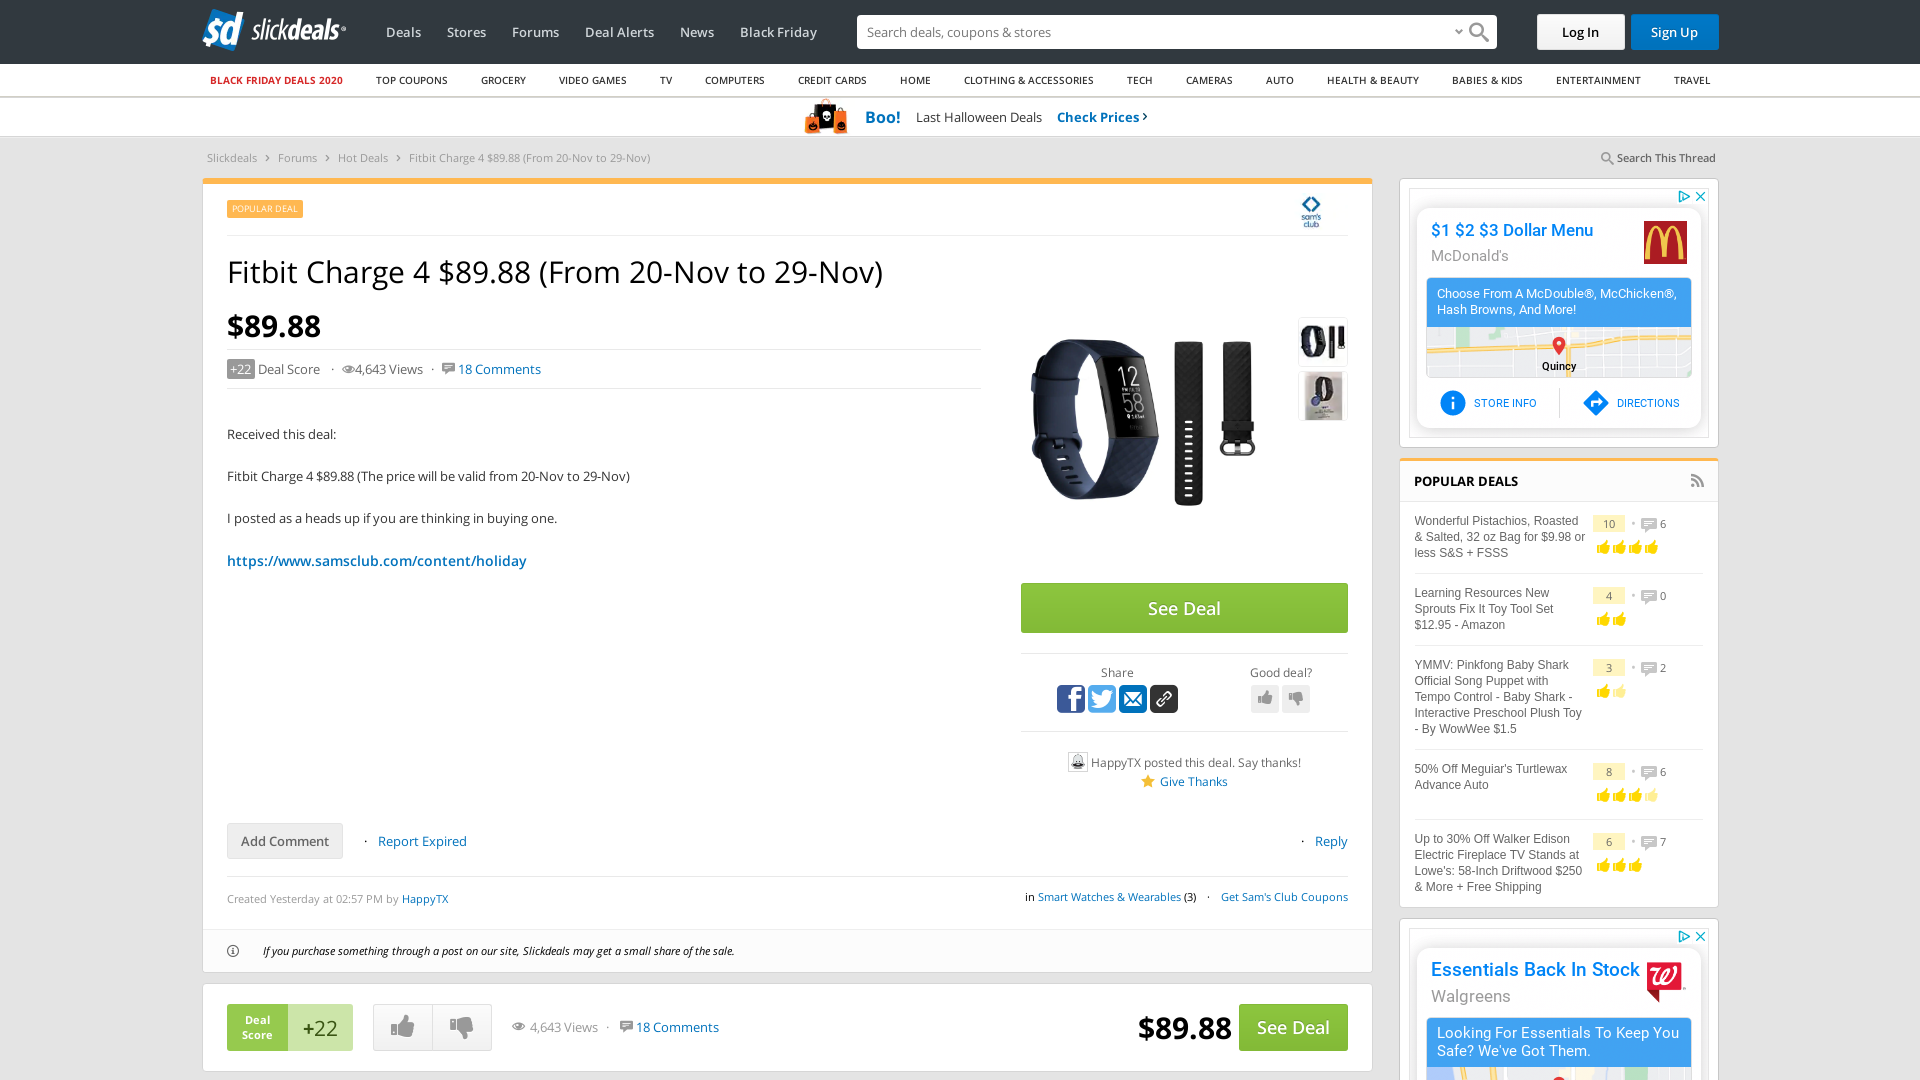 slickdeals
Deals
Stores
Forums
Deal Alerts
News
Black Friday
Search deals, coupons & stores
Log In
Sign Up
BLACK FRIDAY DEALS 2020
TOP COUPONS
GROCERY
VIDEO GAMES
TV
COMPUTERS
CREDIT CARDS
HOME
CLOTHING & ACCESSORIES
TECH
CAMERAS
AUTO
HEALTH & BEAUTY
BABIES & KIDS
ENTERTAINMENT
TRAVEL
Boo! Last Halloween Deals Check Prices ›
Slickdeals › Forums › Hot Deals › Fitbit Charge 4 $89.88 (From 20-Nov to 29-Nov)
Search This Thread
POPULAR DEAL
sam's
club
Fitbit Charge 4 $89.88 (From 20-Nov to 29-Nov)
$89.88
+22 Deal Score · 4,643 Views · 18 Comments
Received this deal:
Fitbit Charge 4 $89.88 (The price will be valid from 20-Nov to 29-Nov)
I posted as a heads up if you are thinking in buying one.
https://www.samsclub.com/content/holiday
12
58
See Deal
Share
Good deal?
HappyTX posted this deal. Say thanks!
Give Thanks
Add Comment · Report Expired
· Reply
Created Yesterday at 02:57 PM by HappyTX
in Smart Watches & Wearables (3) · Get Sam's Club Coupons
If you purchase something through a post on our site, Slickdeals may get a small share of the sale.
Deal
Score
+22
4,643 Views · 18 Comments
$89.88
See Deal
$1 $2 $3 Dollar Menu
McDonald's
Choose From A McDouble®, McChicken®,
Hash Browns, And More!
Quincy
STORE INFO
DIRECTIONS
POPULAR DEALS
Wonderful Pistachios, Roasted
& Salted, 32 oz Bag for $9.98 or
less S&S + FSSS
10 • 6
Learning Resources New
Sprouts Fix It Toy Tool Set
$12.95 - Amazon
4 • 0
YMMV: Pinkfong Baby Shark
Official Song Puppet with
Tempo Control - Baby Shark -
Interactive Preschool Plush Toy
- By WowWee $1.5
3 • 2
50% Off Meguiar's Turtlewax
Advance Auto
8 • 6
Up to 30% Off Walker Edison
Electric Fireplace TV Stands at
Lowe's: 58-Inch Driftwood $250
& More + Free Shipping
6 • 7
Essentials Back In Stock
Walgreens
Looking For Essentials To Keep You
Safe? We've Got Them.